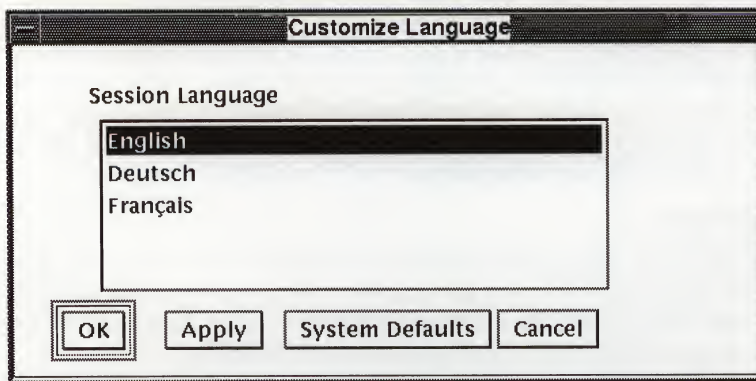 Customize Language
Session Language
English
Deutsch
Français
OK Apply System Defaults Cancel